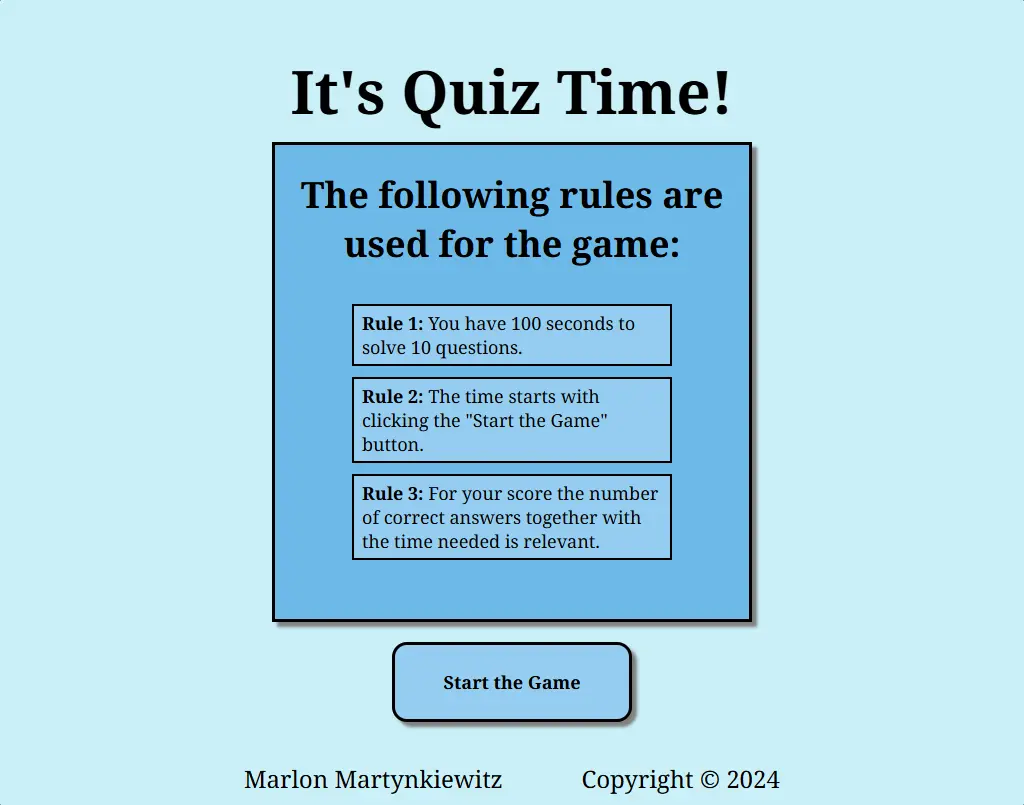 It's Quiz Time!
The following rules are
used for the game:
Rule 1: You have 100 seconds to
solve 10 questions.
Rule 2: The time starts with
clicking the "Start the Game"
button.
Rule 3: For your score the number
of correct answers together with
the time needed is relevant.
Start the Game
Marlon Martynkiewitz Copyright © 2024